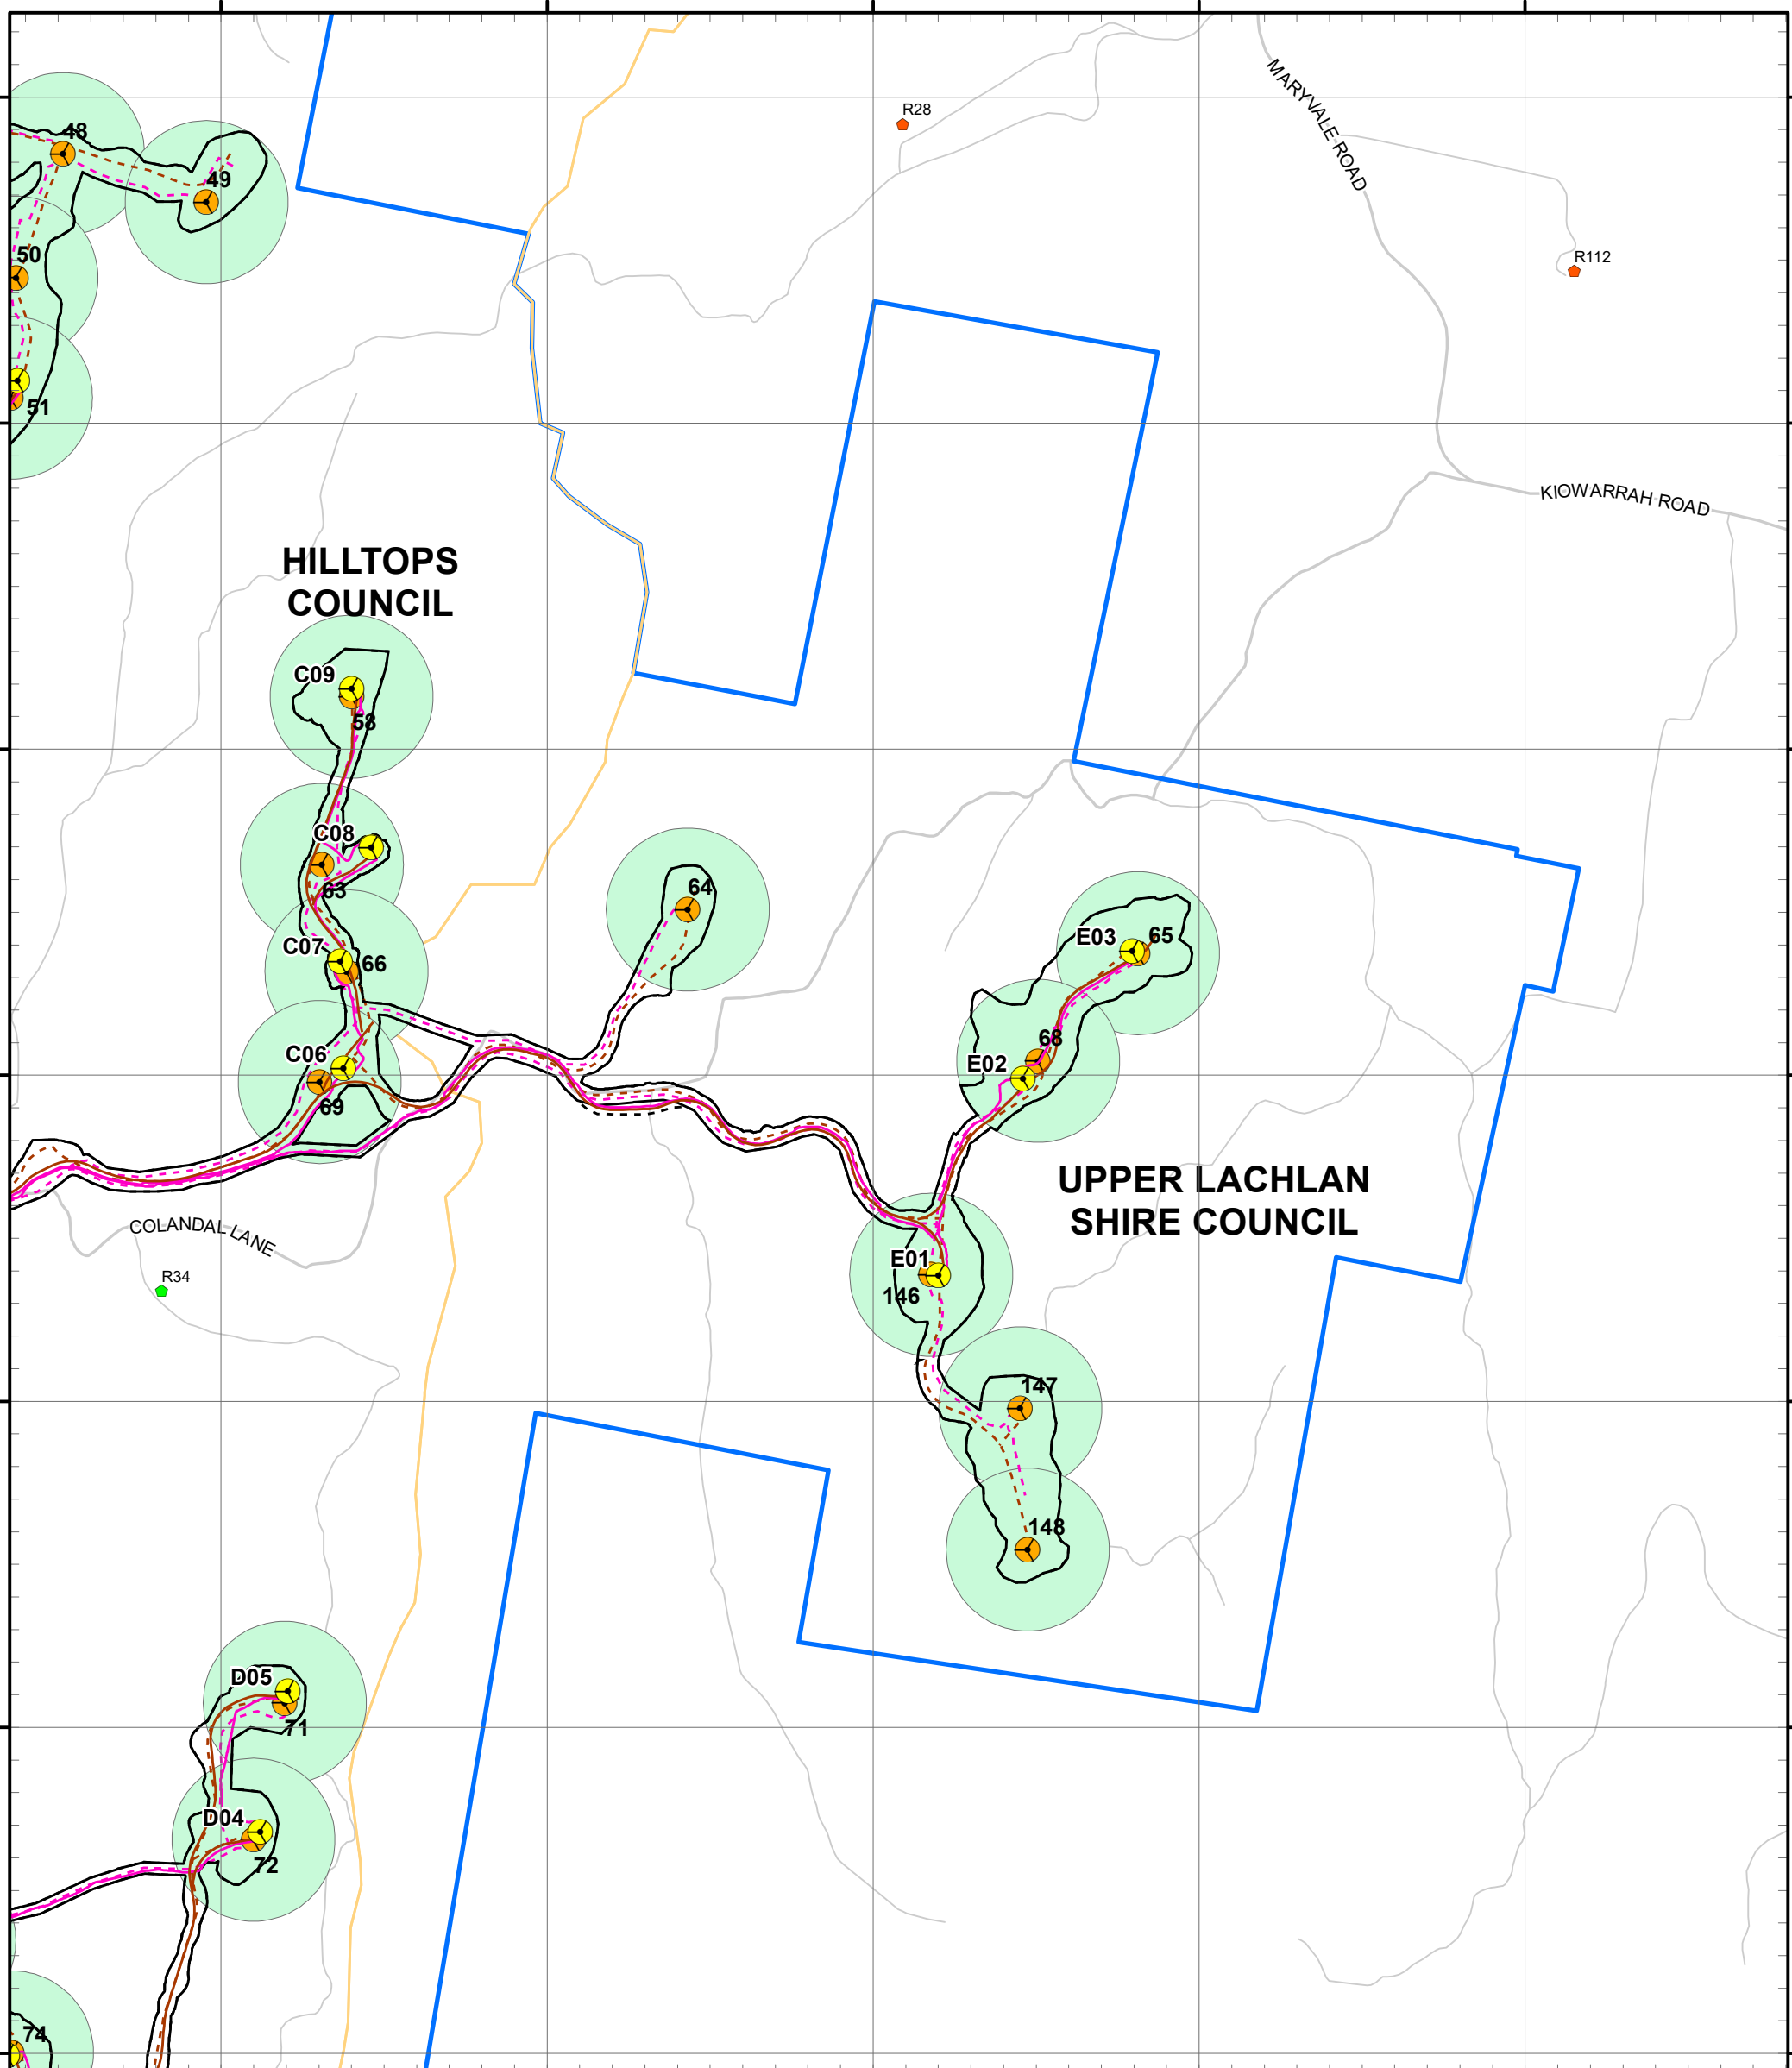 MARYVALE ROAD
R28
48
49
50
R112
51
KIOWARRAH ROAD
HILLTOPS
COUNCIL
C09
58
C08
63
64
C07
66
E03
65
68
E02
C06
69
UPPER LACHLAN
SHIRE COUNCIL
COLANDAL LANE
R34
E01
146
147
148
D05
71
D04
72
74